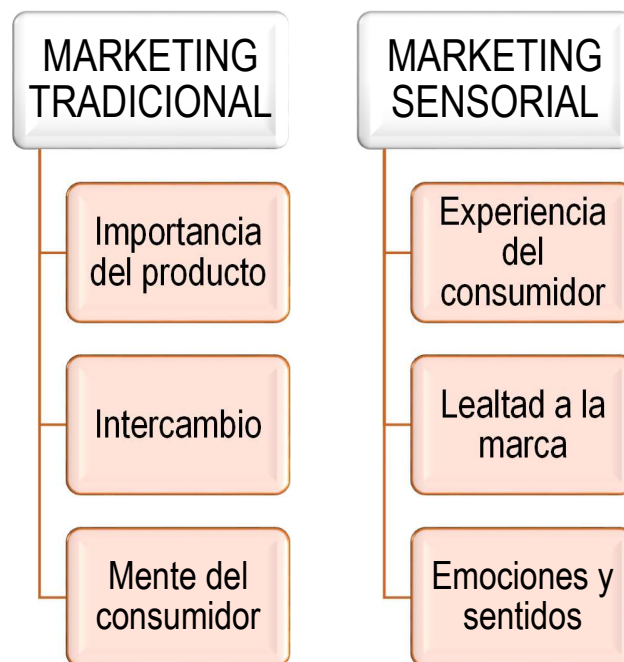 MARKETING
TRADICIONAL
Importancia
del producto
Intercambio
Mente del
consumidor
MARKETING
SENSORIAL
Experiencia
del
consumidor
Lealtad a la
marca
Emociones y
sentidos